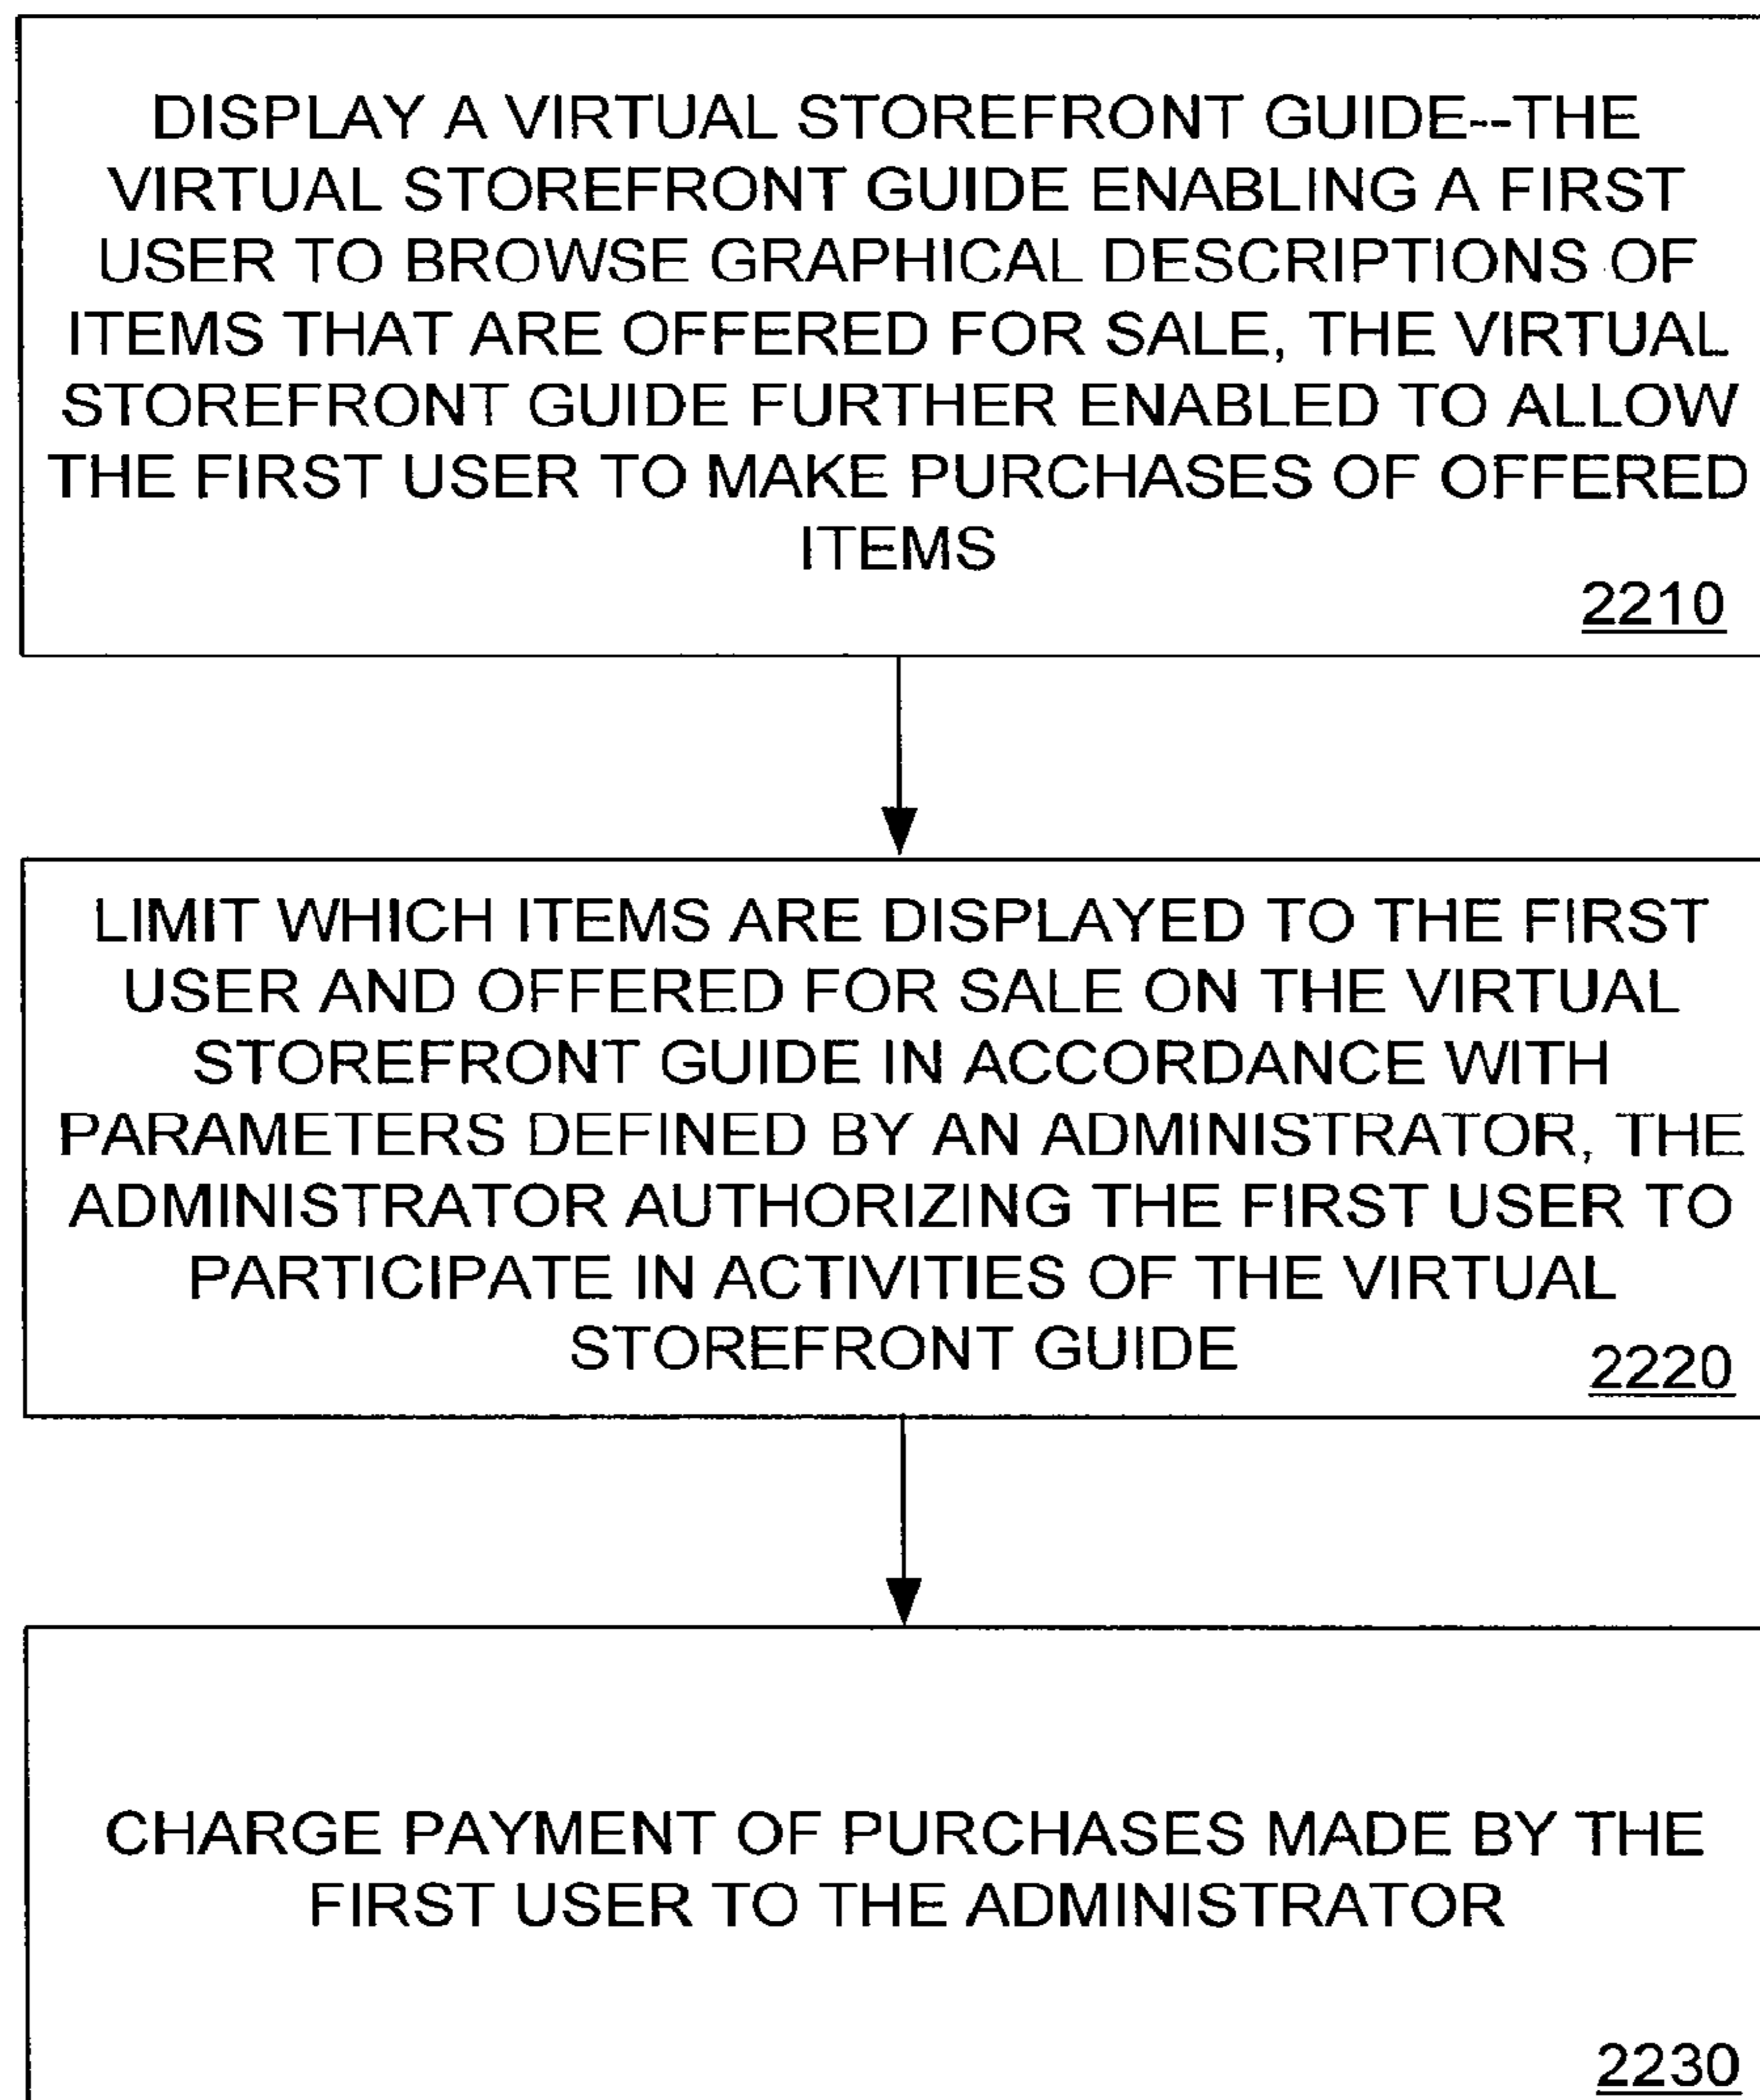 DISPLAY A VIRTUAL STOREFRONT GUIDE--THE
VIRTUAL STOREFRONT GUIDE ENABLING A FIRST
USER TO BROWSE GRAPHICAL DESCRIPTIONS OF
ITEMS THAT ARE OFFERED FOR SALE, THE VIRTUAL
STOREFRONT GUIDE FURTHER ENABLED TO ALLOW
THE FIRST USER TO MAKE PURCHASES OF OFFERED
ITEMS
2210
LIMIT WHICH ITEMS ARE DISPLAYED TO THE FIRST
USER AND OFFERED FOR SALE ON THE VIRTUAL
STOREFRONT GUIDE IN ACCORDANCE WITH
PARAMETERS DEFINED BY AN ADMINISTRATOR, THE
ADMINISTRATOR AUTHORIZING THE FIRST USER TO
PARTICIPATE IN ACTIVITIES OF THE VIRTUAL
STOREFRONT GUIDE
2220
CHARGE PAYMENT OF PURCHASES MADE BY THE
FIRST USER TO THE ADMINISTRATOR
2230